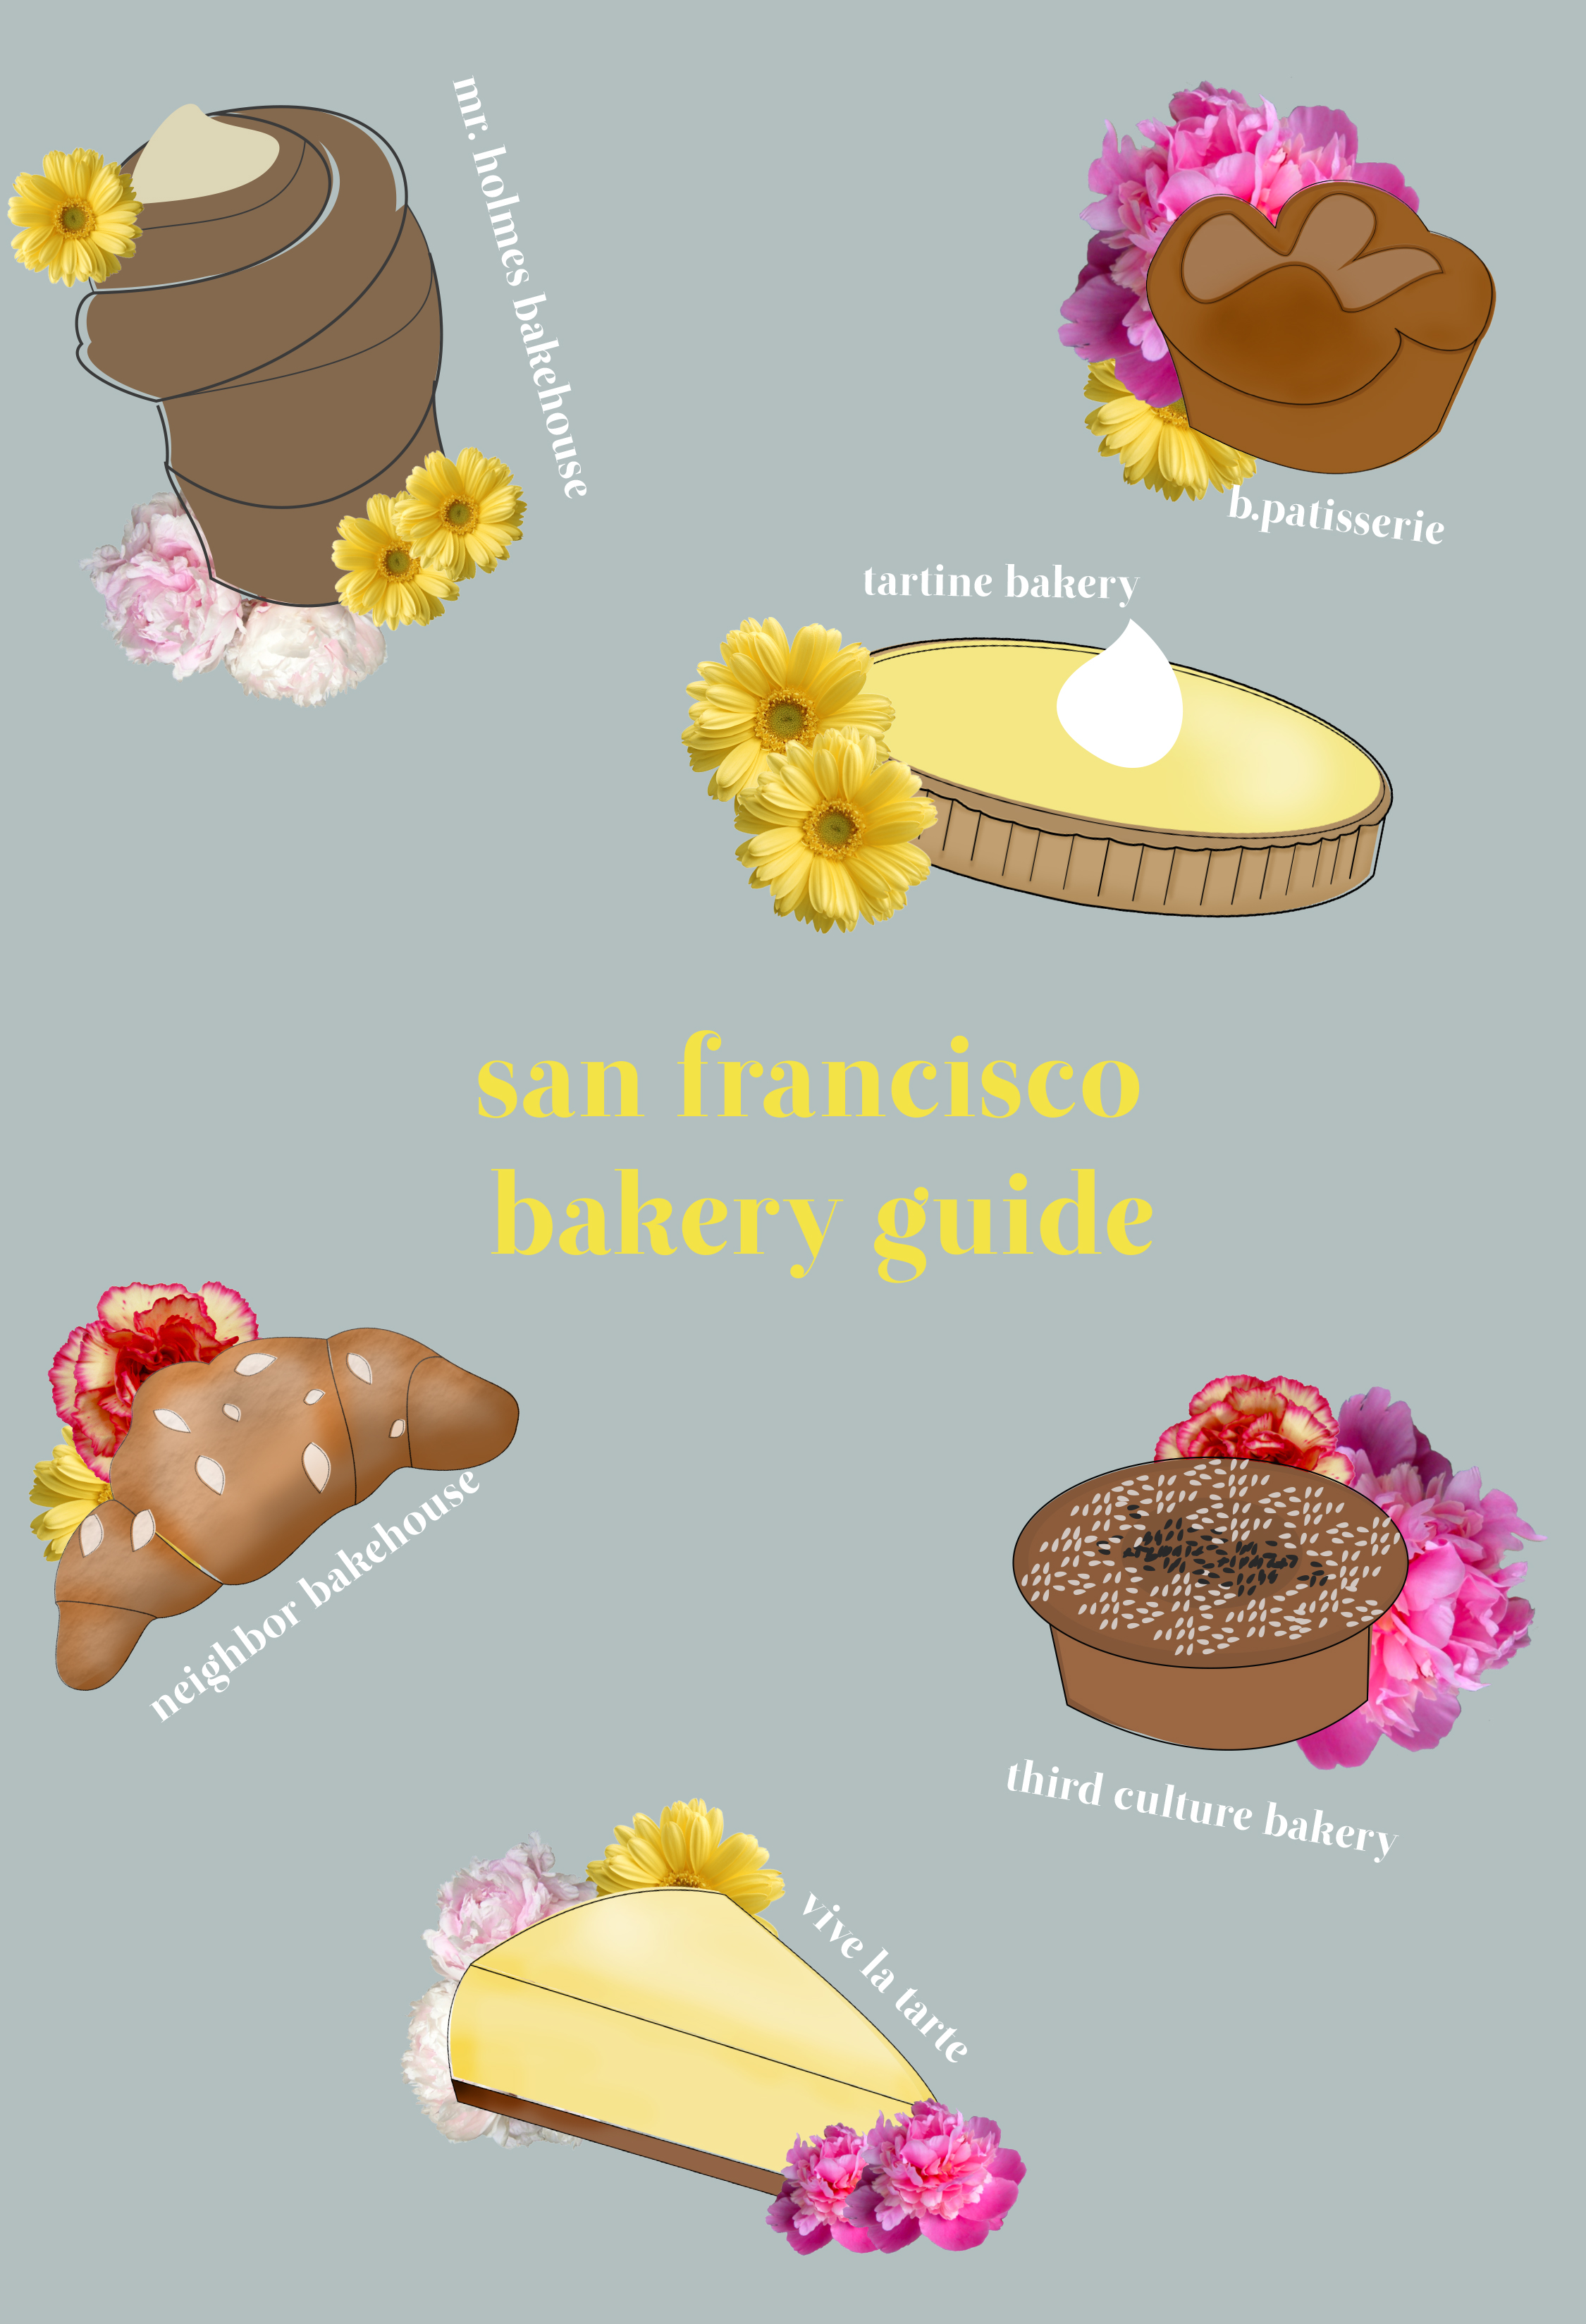 mr. holmes bakehouse
b.patisserie
tartine bakery
san francisco
bakery guide
neighbor bakehouse
third culture bakery
vive la tarte